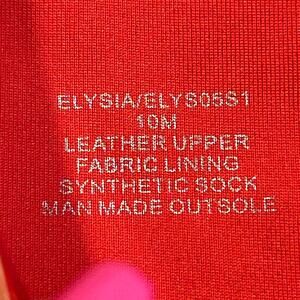 ELYSIA/ELYS05S1
10M
LEATHER UPPER
FABRIC LINING
SYNTHETIC SOCK
MAN MADE OUTSOLE